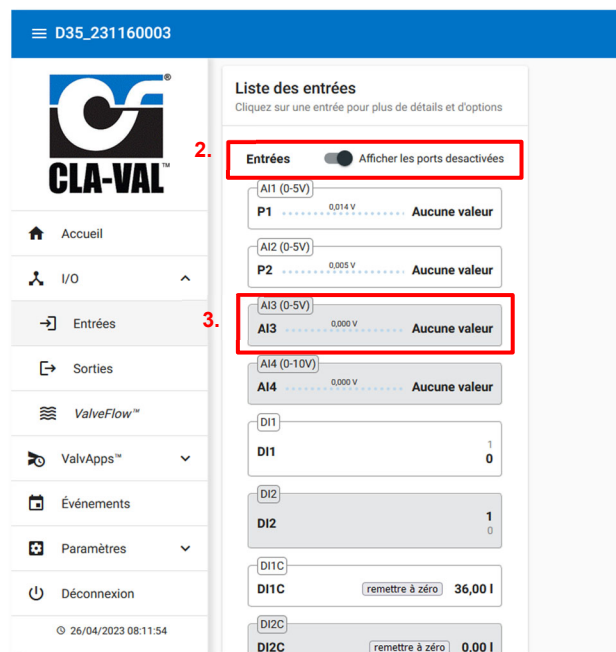 D35_231160003
®
CLA-VAL™
Accueil
I/O
Entrées
Sorties
ValveFlow™
ValvApps™
Événements
Paramètres
Déconnexion
26/04/2023 08:11:54
Liste des entrées
Cliquez sur une entrée pour plus de détails et d'options
2.
Entrées Afficher les ports desactivées
AI1 (0-5V)
P1 0,014 V Aucune valeur
AI2 (0-5V)
P2 0,005 V Aucune valeur
3.
AI3 (0-5V)
AI3 0,000 V Aucune valeur
AI4 (0-10V)
AI4 0,000 V Aucune valeur
DI1
1
DI1 0
DI2
DI2 1
0
DI1C
DI1C remettre à zéro 36,00 l
DI2C
DI2C remettre à zéro 0,00 l